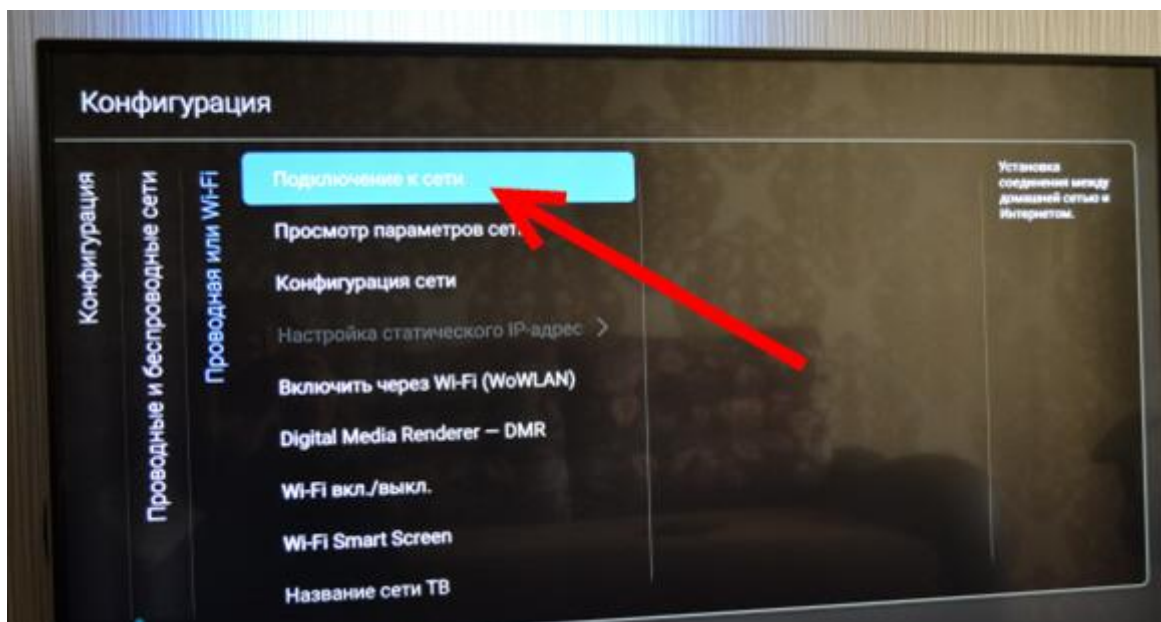 Конфигурация
Конфигурация
Проводные и беспроводные сети
Проводная или Wi-Fi
Подключение к сети
Просмотр параметров
Конфигурация сети
Настройка статического IP-адрес >
Включить через Wi-Fi (WoWLAN)
Digital Media Renderer — DMR
Wi-Fi вкл./выкл.
Wi-Fi Smart Screen
Название сети ТВ
Установка
соединения между
домашней сетью и
Интернетом.